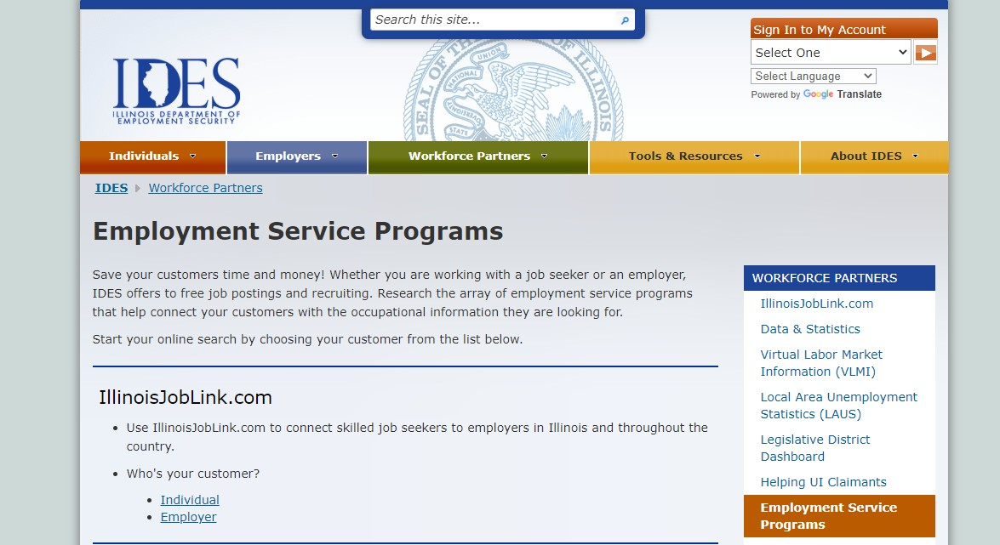 Search this site...
Sign In to My Account
Select One
Select Language
Powered by Google Translate
IDES
ILLINOIS DEPARTMENT OF
EMPLOYMENT SECURITY
SEAL OF THE STATE OF ILLINOIS
NATIONAL
UNION
STATE
SOVEREIGNTY
Individuals
Employers
Workforce Partners
Tools & Resources
About IDES
IDES
Workforce Partners
Employment Service Programs
Save your customers time and money! Whether you are working with a job seeker or an employer,
IDES offers to free job postings and recruiting. Research the array of employment service programs
that help connect your customers with the occupational information they are looking for.
Start your online search by choosing your customer from the list below.
IllinoisJobLink.com
Use IllinoisJobLink.com to connect skilled job seekers to employers in Illinois and throughout the
country.
Who's your customer?
Individual
Employer
WORKFORCE PARTNERS
IllinoisJobLink.com
Data & Statistics
Virtual Labor Market
Information (VLMI)
Local Area Unemployment
Statistics (LAUS)
Legislative District
Dashboard
Helping UI Claimants
Employment Service
Programs